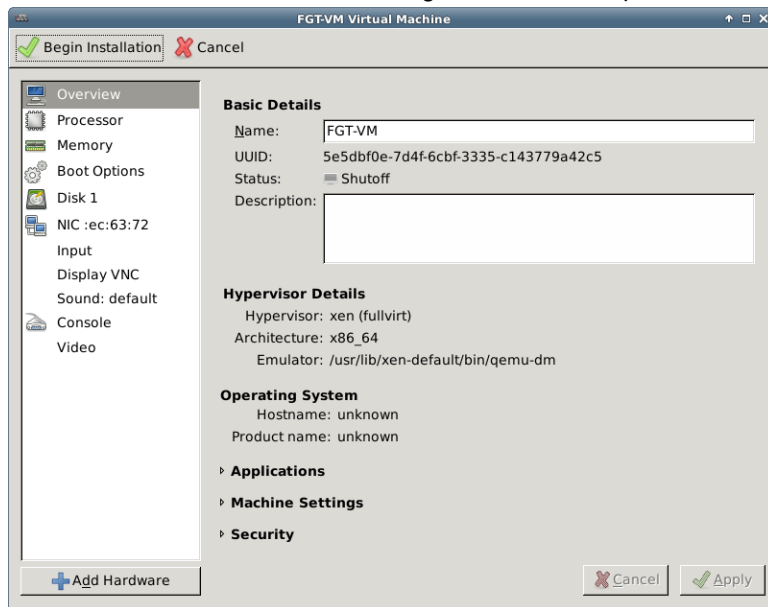 FGT-VM Virtual Machine
Begin Installation Cancel
Overview
Processor
Memory
Boot Options
Disk 1
NIC :ec:63:72
Input
Display VNC
Sound: default
Console
Video
Add Hardware
Basic Details
Name: FGT-VM
UUID: 5e5dbf0e-7d4f-6cbf-3335-c143779a42c5
Status: Shutoff
Description:
Hypervisor Details
Hypervisor: xen (fullvirt)
Architecture: x86_64
Emulator: /usr/lib/xen-default/bin/qemu-dm
Operating System
Hostname: unknown
Product name: unknown
Applications
Machine Settings
Security
Cancel Apply